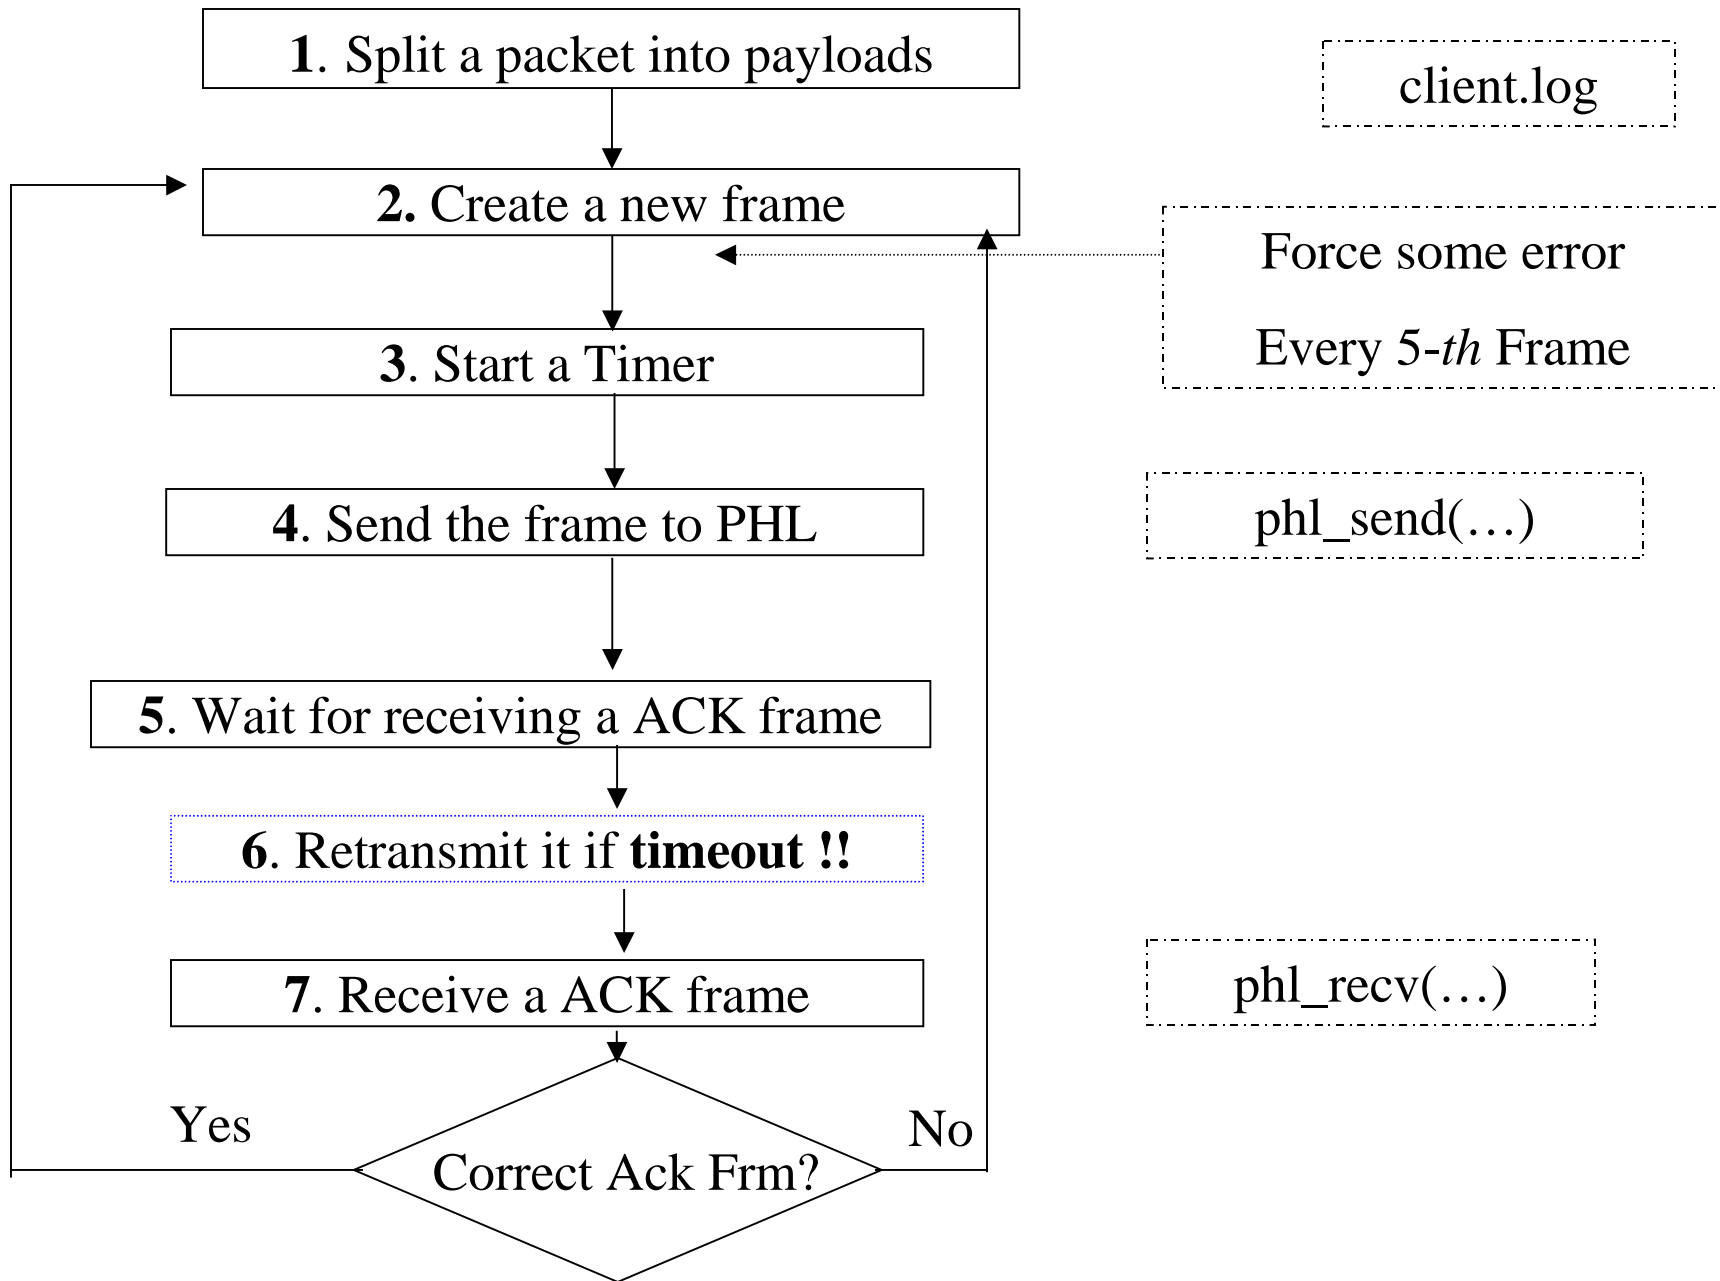 1. Split a packet into payloads
client.log
2. Create a new frame
Force some error
Every 5-th Frame
3. Start a Timer
4. Send the frame to PHL
phl_send(…)
5. Wait for receiving a ACK frame
6. Retransmit it if timeout !!
7. Receive a ACK frame
phl_recv(…)
Yes
No
Correct Ack Frm?